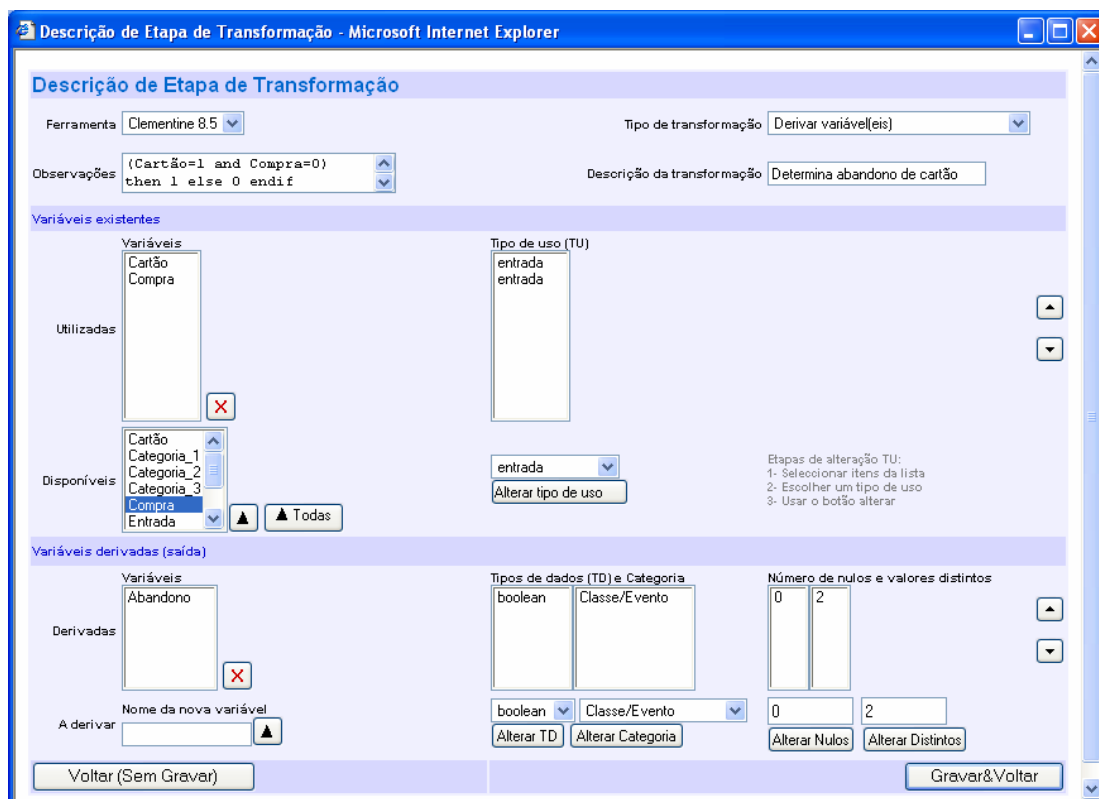 Descrição de Etapa de Transformação - Microsoft Internet Explorer
Descrição de Etapa de Transformação
Ferramenta Clementine 8.5 Tipo de transformação Derivar variável(eis)
Observações (Cartão=1 and Compra=0)
then 1 else 0 endif
Descrição da transformação Determina abandono de cartão
Variáveis existentes
Variáveis Tipo de uso (TU)
Cartão entrada
Compra entrada
Utilizadas
Cartão
Categoria_1
Categoria_2
Categoria_3
Compra
Entrada
Disponíveis
Todas
entrada
Alterar tipo de uso
Etapas de alteração TU:
1- Seleccionar itens da lista
2- Escolher um tipo de uso
3- Usar o botão alterar
Variáveis derivadas (saída)
Variáveis Tipos de dados (TD) e Categoria Número de nulos e valores distintos
Abandono boolean Classe/Evento 0 2
Derivadas
Nome da nova variável
A derivar
boolean Classe/Evento 0 2
Alterar TD Alterar Categoria Alterar Nulos Alterar Distintos
Voltar (Sem Gravar) Gravar&Voltar